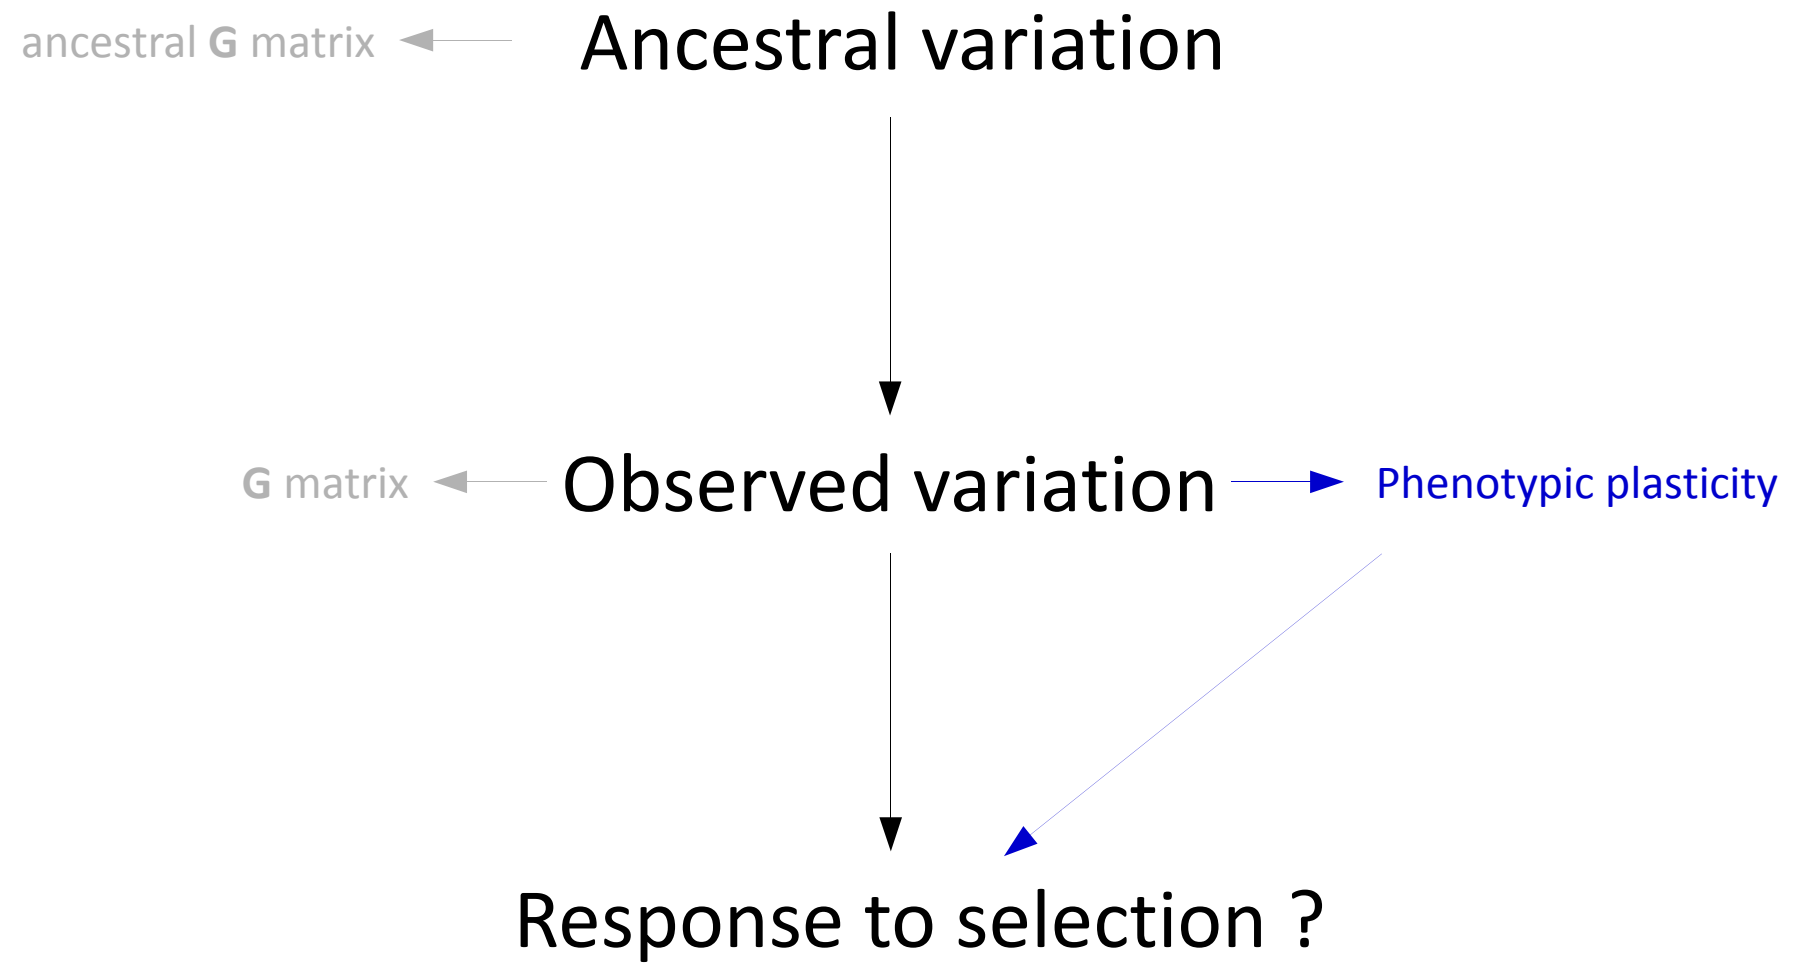 ancestral G matrix
Ancestral variation
G matrix
Observed variation
Phenotypic plasticity
Response to selection ?